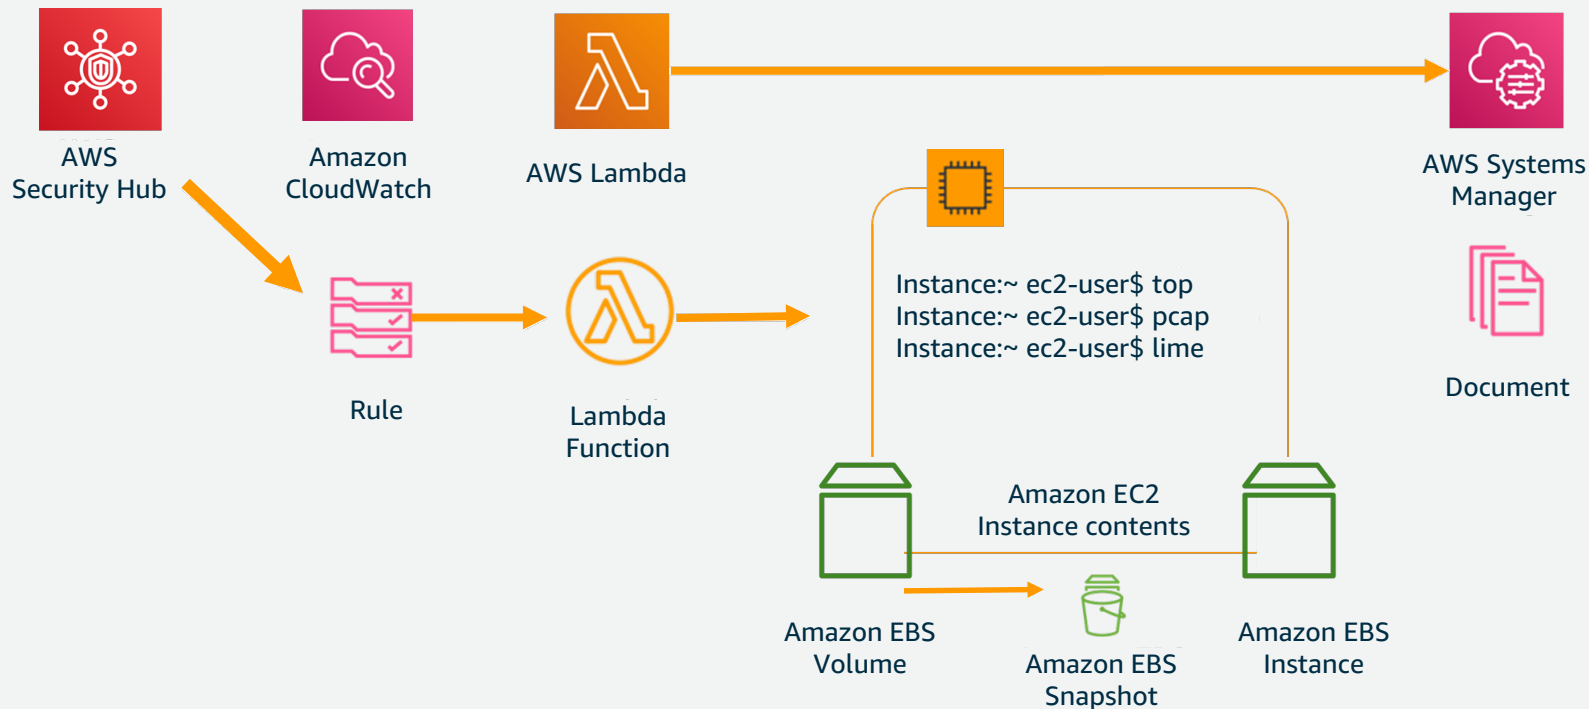 AWS
Security Hub
Amazon
CloudWatch
AWS Lambda
AWS Systems
Manager
Instance:~ ec2-user$ top
Instance:~ ec2-user$ pcap
Instance:~ ec2-user$ lime
Rule
Lambda
Function
Document
Amazon EC2
Instance contents
Amazon EBS
Volume
Amazon EBS
Snapshot
Amazon EBS
Instance